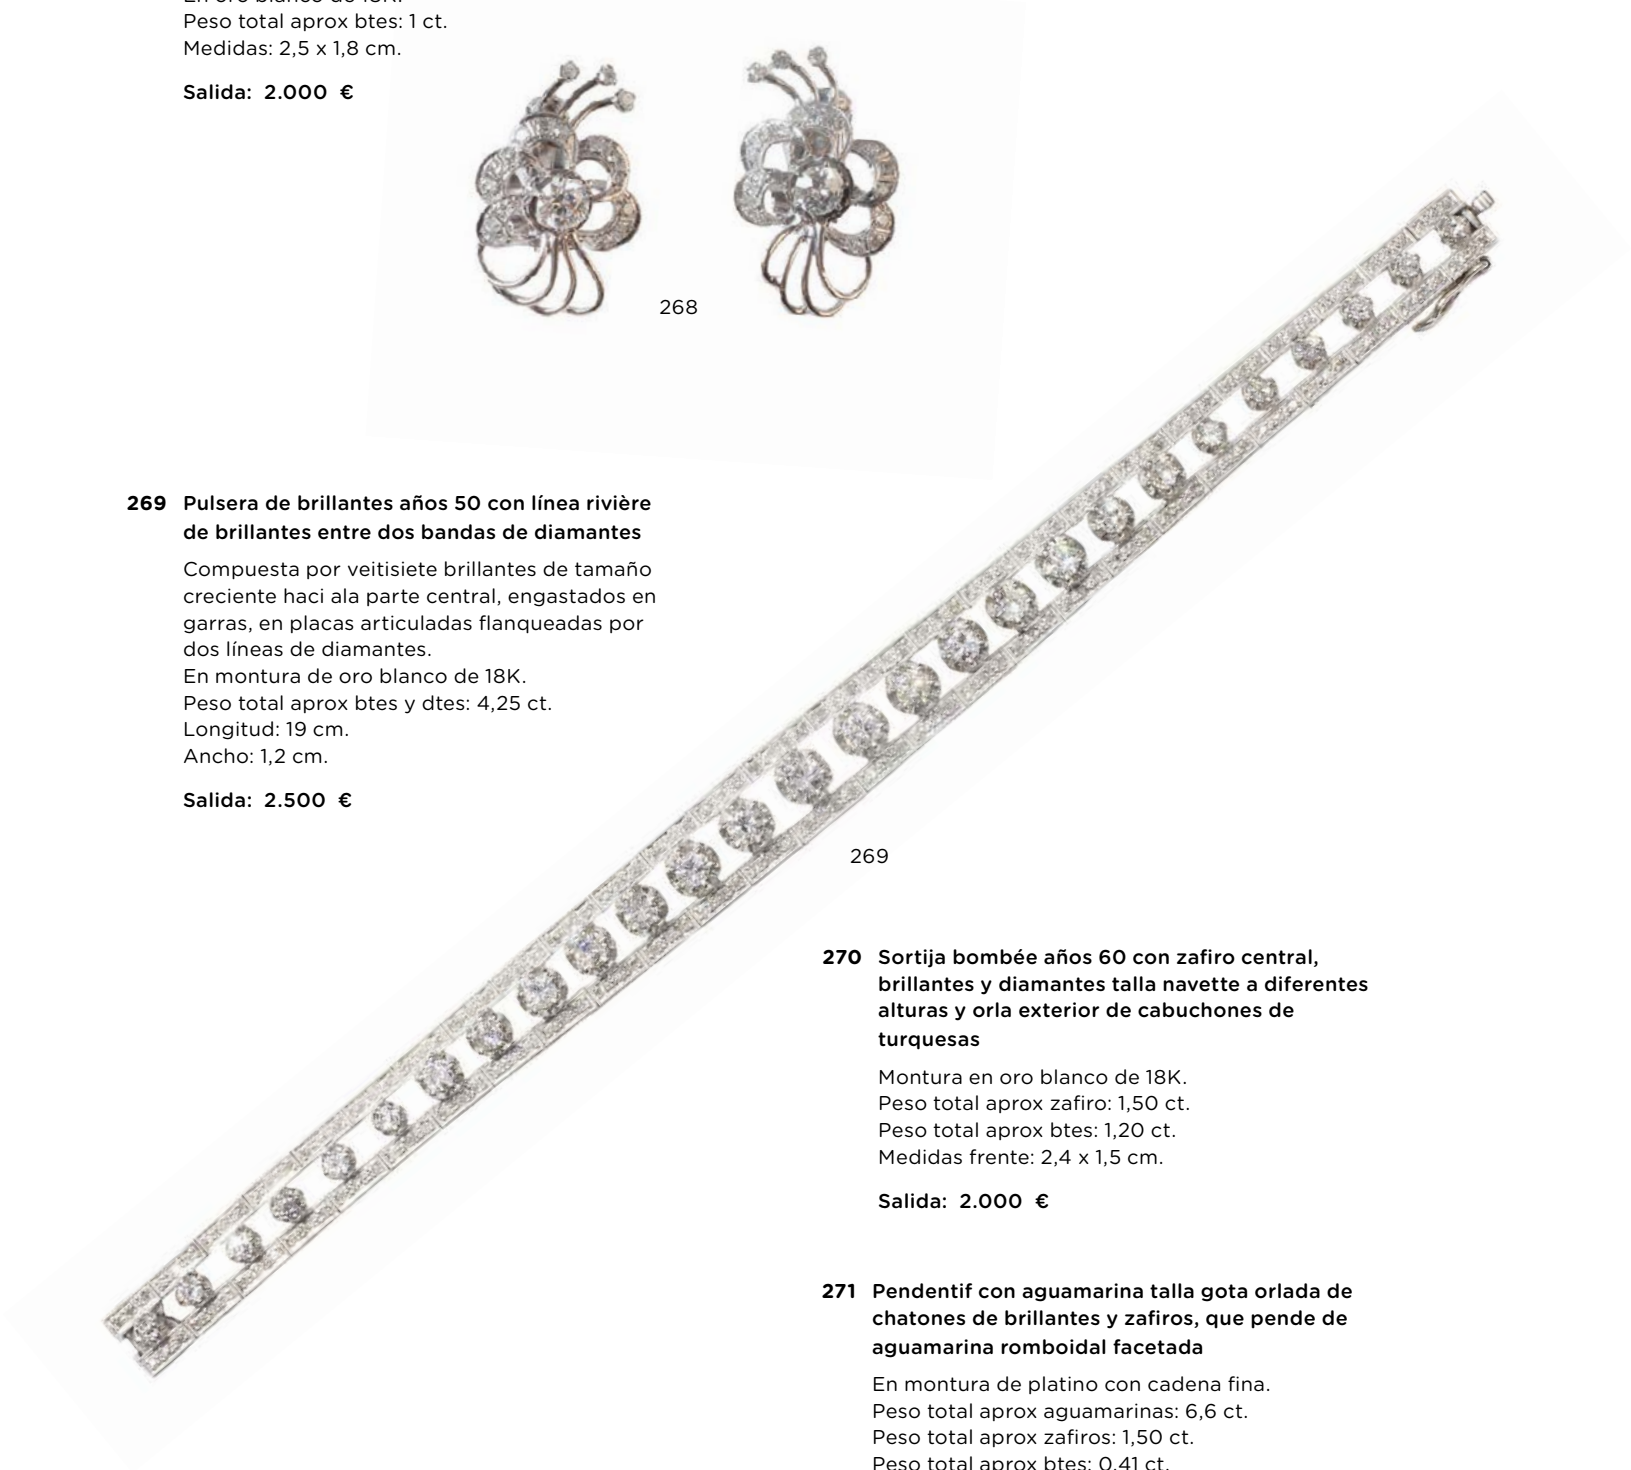 Peso total aprox btes: 1 ct.
Medidas: 2,5 x 1,8 cm.
Salida: 2.000 €
268
269 Pulsera de brillantes años 50 con línea rivière
de brillantes entre dos bandas de diamantes
Compuesta por veitisiete brillantes de tamaño
creciente haci ala parte central, engastados en
garras, en placas articuladas flanqueadas por
dos líneas de diamantes.
En montura de oro blanco de 18K.
Peso total aprox btes y dtes: 4,25 ct.
Longitud: 19 cm.
Ancho: 1,2 cm.
Salida: 2.500 €
269
270 Sortija bombée años 60 con zafiro central,
brillantes y diamantes talla navette a diferentes
alturas y orla exterior de cabuchones de
turquesas
Montura en oro blanco de 18K.
Peso total aprox zafiro: 1,50 ct.
Peso total aprox btes: 1,20 ct.
Medidas frente: 2,4 x 1,5 cm.
Salida: 2.000 €
271 Pendentif con aguamarina talla gota orlada de
chatones de brillantes y zafiros, que pende de
aguamarina romboidal facetada
En montura de platino con cadena fina.
Peso total aprox aguamarinas: 6,6 ct.
Peso total aprox zafiros: 1,50 ct.
Peso total aprox btes: 0,41 ct.